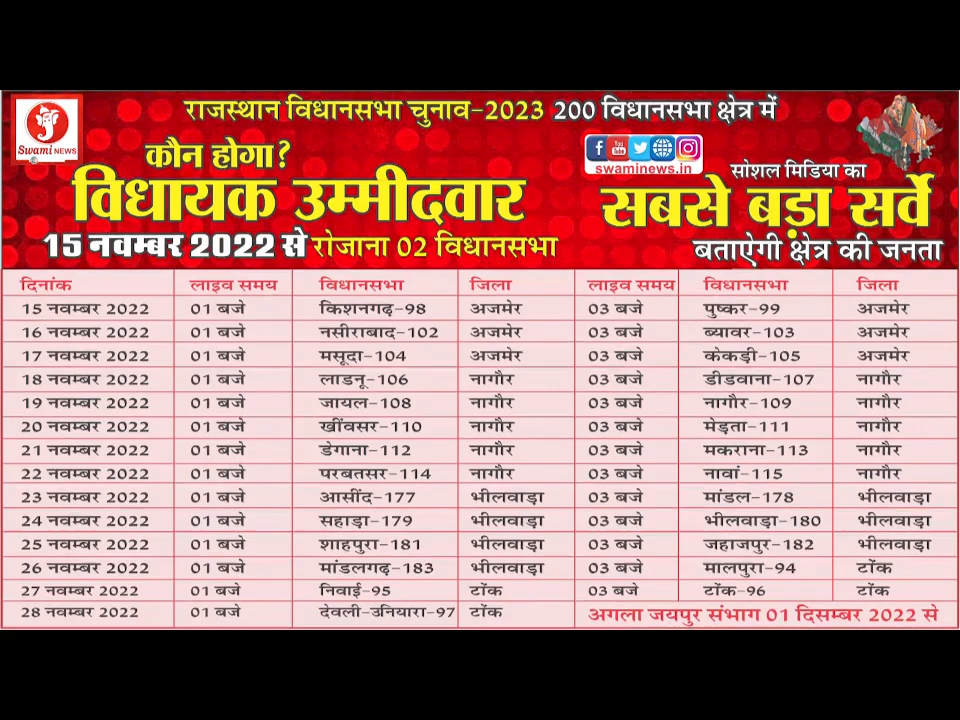 राजस्थान विधानसभा चुनाव-2023 200 विधानसभा क्षेत्र में
Swami NEWS
कौन होगा?
विधायक उम्मीदवार
15 नवम्बर 2022 से रोजाना 02 विधानसभा
You Tube
swaminews.in
सोशल मिडिया का
सबसे बड़ा सर्वे
बताऐगी क्षेत्र की जनता
दिनांक लाइव समय विधानसभा जिला लाइव समय विधानसभा जिला
15 नवम्बर 2022 01 बजे किशनगढ़-98 अजमेर 03 बजे पुष्कर-99 अजमेर
16 नवम्बर 2022 01 बजे नसीराबाद-102 अजमेर 03 बजे ब्यावर-103 अजमेर
17 नवम्बर 2022 01 बजे मसूदा-104 अजमेर 03 बजे केकड़ी-105 अजमेर
18 नवम्बर 2022 01 बजे लाडनू-106 नागौर 03 बजे डीडवाना-107 नागौर
19 नवम्बर 2022 01 बजे जायल-108 नागौर 03 बजे नागौर-109 नागौर
20 नवम्बर 2022 01 बजे खींवसर-110 नागौर 03 बजे मेड़ता-111 नागौर
21 नवम्बर 2022 01 बजे डेगाना-112 नागौर 03 बजे मकराना-113 नागौर
22 नवम्बर 2022 01 बजे परबतसर-114 नागौर 03 बजे नावां-115 नागौर
23 नवम्बर 2022 01 बजे आसींद-177 भीलवाड़ा 03 बजे मांडल-178 भीलवाड़ा
24 नवम्बर 2022 01 बजे सहाड़ा-179 भीलवाड़ा 03 बजे भीलवाड़ा-180 भीलवाड़ा
25 नवम्बर 2022 01 बजे शाहपुरा-181 भीलवाड़ा 03 बजे जहाजपुर-182 भीलवाड़ा
26 नवम्बर 2022 01 बजे मांडलगढ़-183 भीलवाड़ा 03 बजे मालपुरा-94 टोंक
27 नवम्बर 2022 01 बजे निवाई-95 टोंक 03 बजे टोंक-96 टोंक
28 नवम्बर 2022 01 बजे देवली-उनियारा-97 टोंक अगला जयपुर संभाग 01 दिसम्बर 2022 से